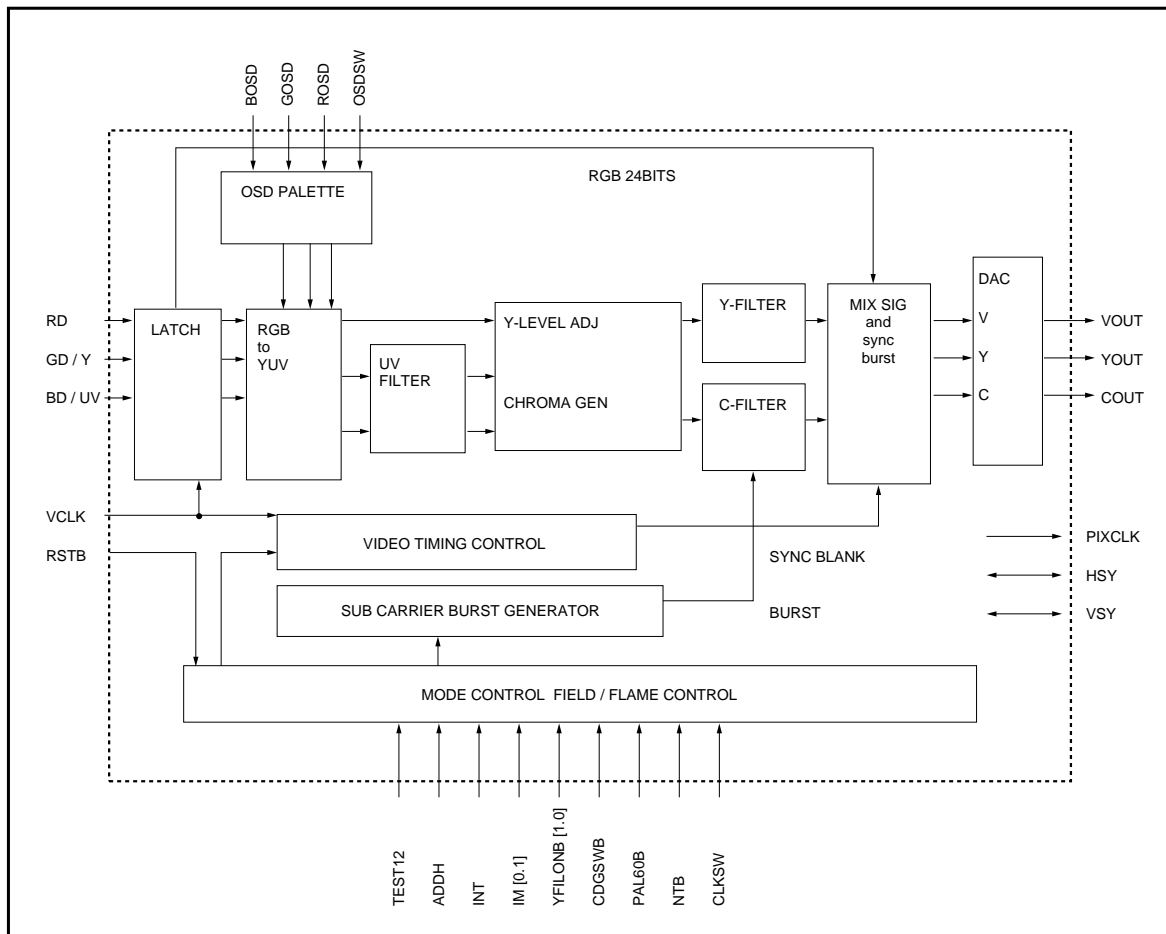 BOSD
GOSD
ROSD
OSDSW
OSD PALETTE
RGB 24BITS
RD
GD / Y
BD / UV
LATCH
RGB
to
YUV
UV
FILTER
Y-LEVEL ADJ
CHROMA GEN
Y-FILTER
C-FILTER
MIX SIG
and
sync
burst
DAC
V
Y
C
VOUT
YOUT
COUT
VCLK
RSTB
VIDEO TIMING CONTROL
SYNC BLANK
SUB CARRIER BURST GENERATOR
BURST
PIXCLK
HSY
VSY
MODE CONTROL FIELD / FLAME CONTROL
TEST12
ADDH
INT
IM [0.1]
YFILONB [1.0]
CDGSWB
PAL60B
NTB
CLKSW